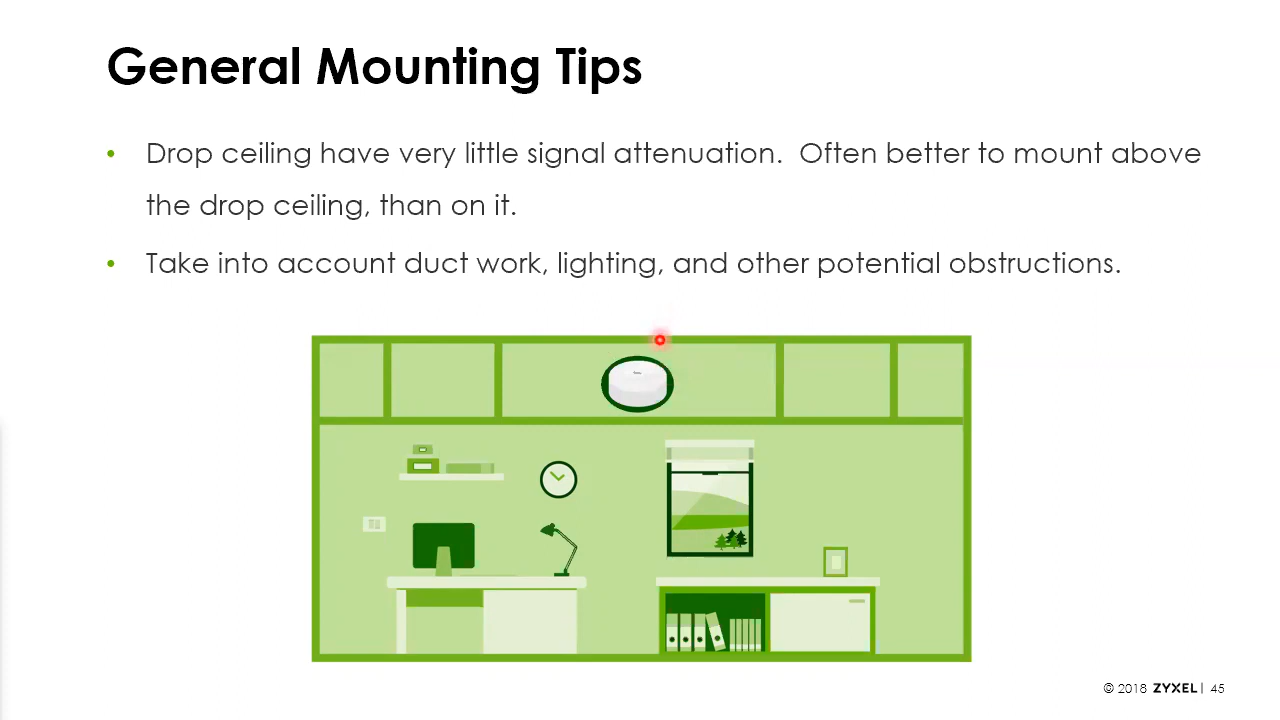 General Mounting Tips
• Drop ceiling have very little signal attenuation.  Often better to mount above
the drop ceiling, than on it.
• Take into account duct work, lighting, and other potential obstructions.
© 2018 ZYXEL | 45